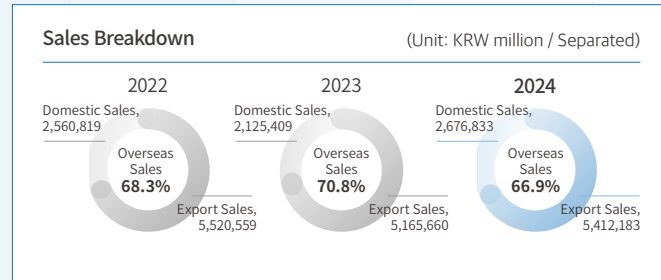 Sales Breakdown
(Unit: KRW million / Separated)
2022
Domestic Sales,
2,560,819
Overseas
Sales
68.3%
Export Sales,
5,520,559
2023
Domestic Sales,
2,125,409
Overseas
Sales
70.8%
Export Sales,
5,165,660
2024
Domestic Sales,
2,676,833
Overseas
Sales
66.9%
Export Sales,
5,412,183